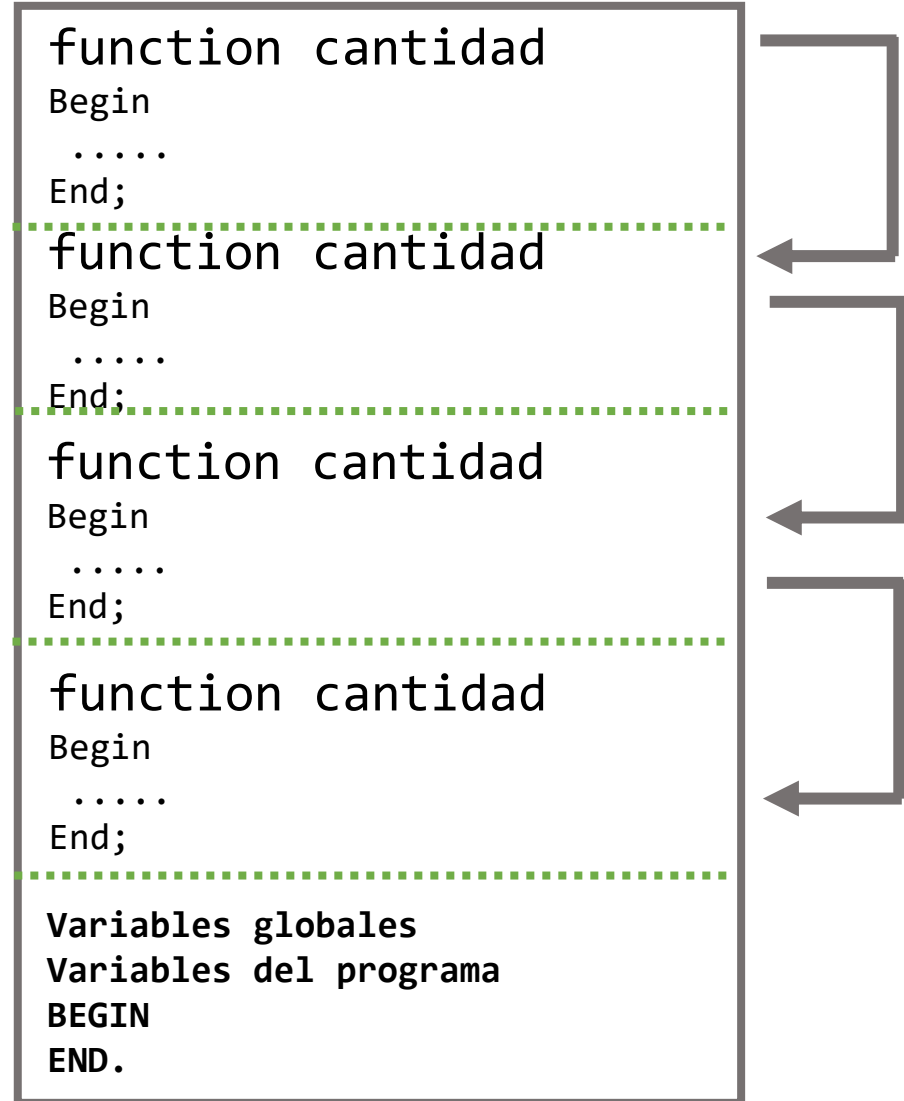 function cantidad
Begin
.....
End;
function cantidad
Begin
.....
End;
function cantidad
Begin
.....
End;
function cantidad
Begin
.....
End;
Variables globales
Variables del programa
BEGIN
END.